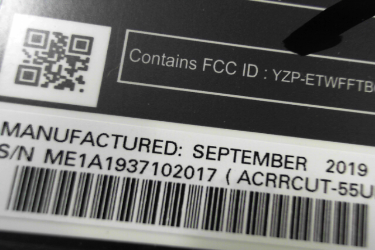 Contains FCC ID : YZP-ETWFFTB
MANUFACTURED: SEPTEMBER 2019
S/N ME1A1937102017 ( ACRRCUT-55U